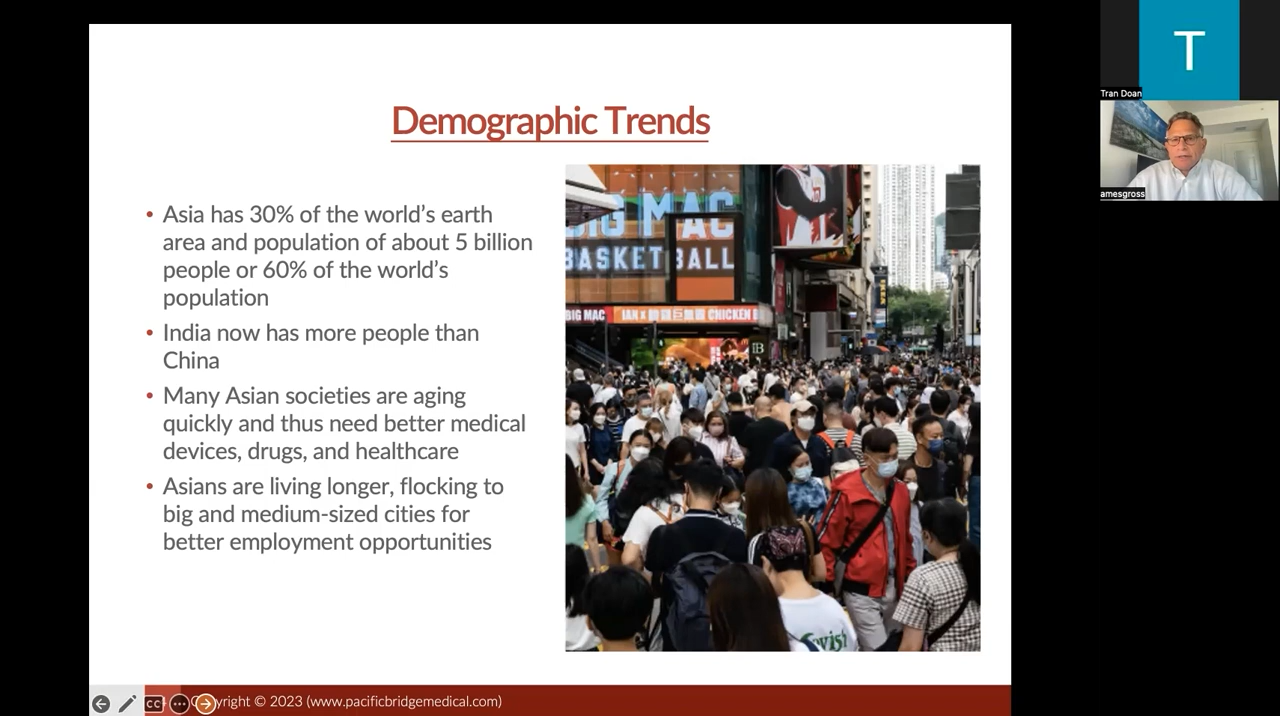 Demographic Trends
• Asia has 30% of the world's earth
area and population of about 5 billion
people or 60% of the world's
population
• India now has more people than
China
• Many Asian societies are aging
quickly and thus need better medical
devices, drugs, and healthcare
• Asians are living longer, flocking to
big and medium-sized cities for
better employment opportunities
BIG MAC
BASKETBALL
BIG MAC
CHICKEN
T
Tran Doan
amesgross
CC
yright © 2023 (www.pacificbridgemedical.com)